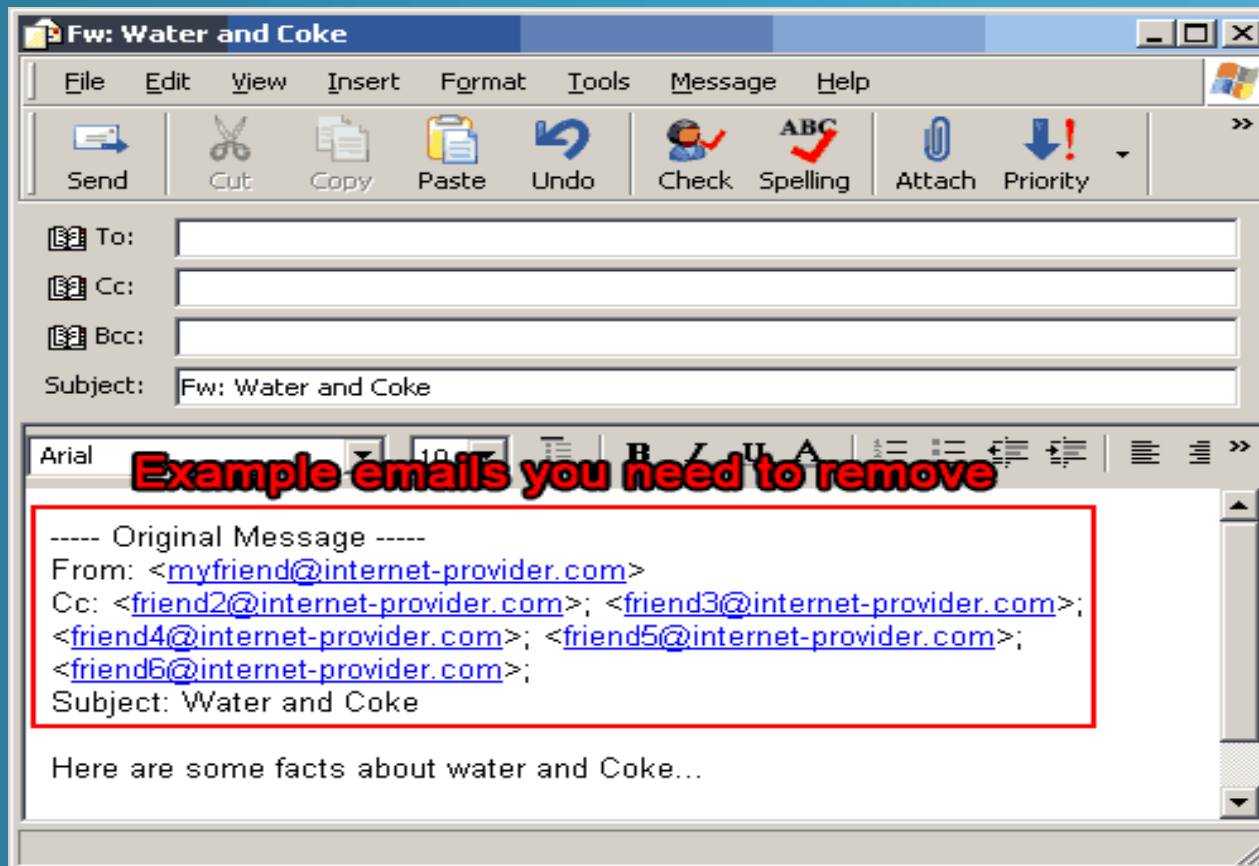 Fw: Water and Coke
File Edit View Insert Format Tools Message Help
ABC
Send Cut Copy Paste Undo Check Spelling Attach Priority
To:
Cc:
Bcc:
Subject: Fw: Water and Coke
Arial 10 B I U A
Example emails you need to remove
----- Original Message -----
From: <myfriend@internet-provider.com>
Cc: <friend2@internet-provider.com>; <friend3@internet-provider.com>;
<friend4@internet-provider.com>; <friend5@internet-provider.com>;
<friend6@internet-provider.com>;
Subject: Water and Coke
Here are some facts about water and Coke...